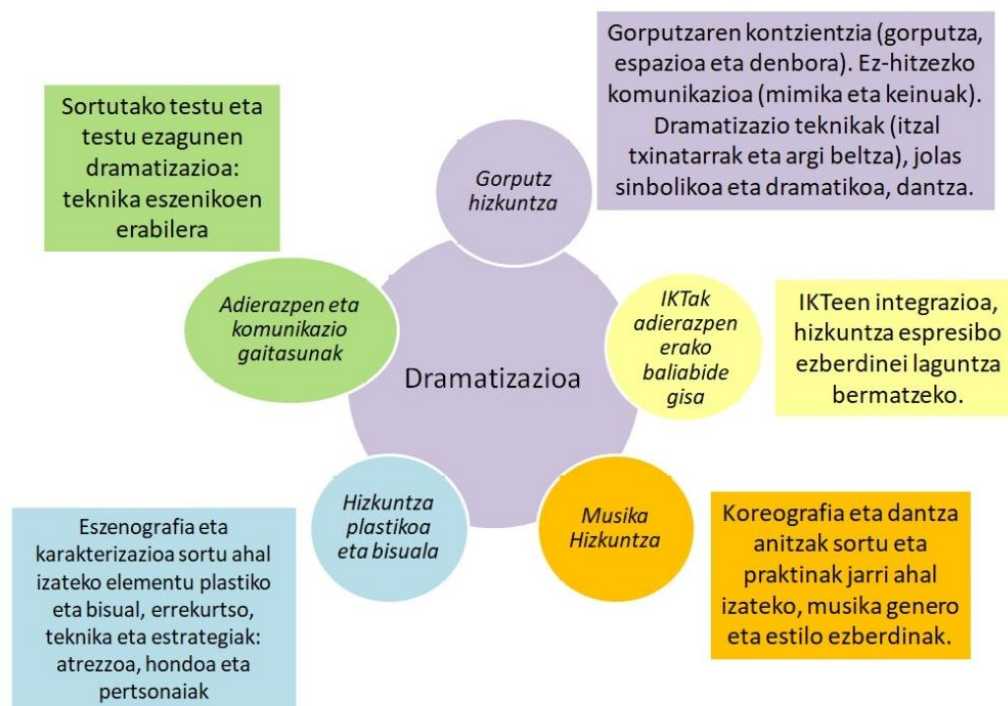 Gorputzaren kontzientzia (gorputza,
espazioa eta denbora). Ez-hitzezko
komunikazioa (mimika eta keinuak).
Dramatizazio teknikak (itzal
txinatarrak eta argi beltza), jolas
sinbolikoa eta dramatikoa, dantza.
Sortutako testu eta
testu ezagunen
dramatizazioa:
teknika eszenikoen
erabilera
Gorputz
hizkuntza
Adierazpen eta
komunikazio
gaitasunak
IKTak
adierazpen
erako
baliabide
gisa
IKTeen integrazioa,
hizkuntza espresibo
ezberdinei laguntza
bermatzeko.
Dramatizazioa
Hizkuntza
plastikoa
eta bisuala
Musika
Hizkuntza
Eszenografia eta
karakterizazioa sortu ahal
izateko elementu plastiko
eta bisual, errekurtso,
teknika eta estrategiak:
atrezzoa, hondoa eta
pertsonaiak
Koreografia eta dantza
anitzak sortu eta
praktinak jarri ahal
izateko, musika genero
eta estilo ezberdinak.